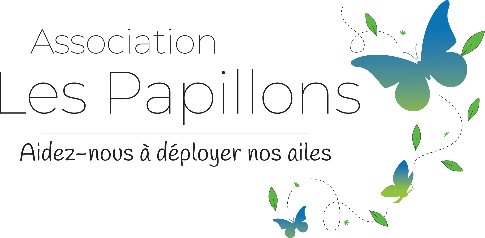 Association
Les Papillons
Aidez-nous à déployer nos ailes